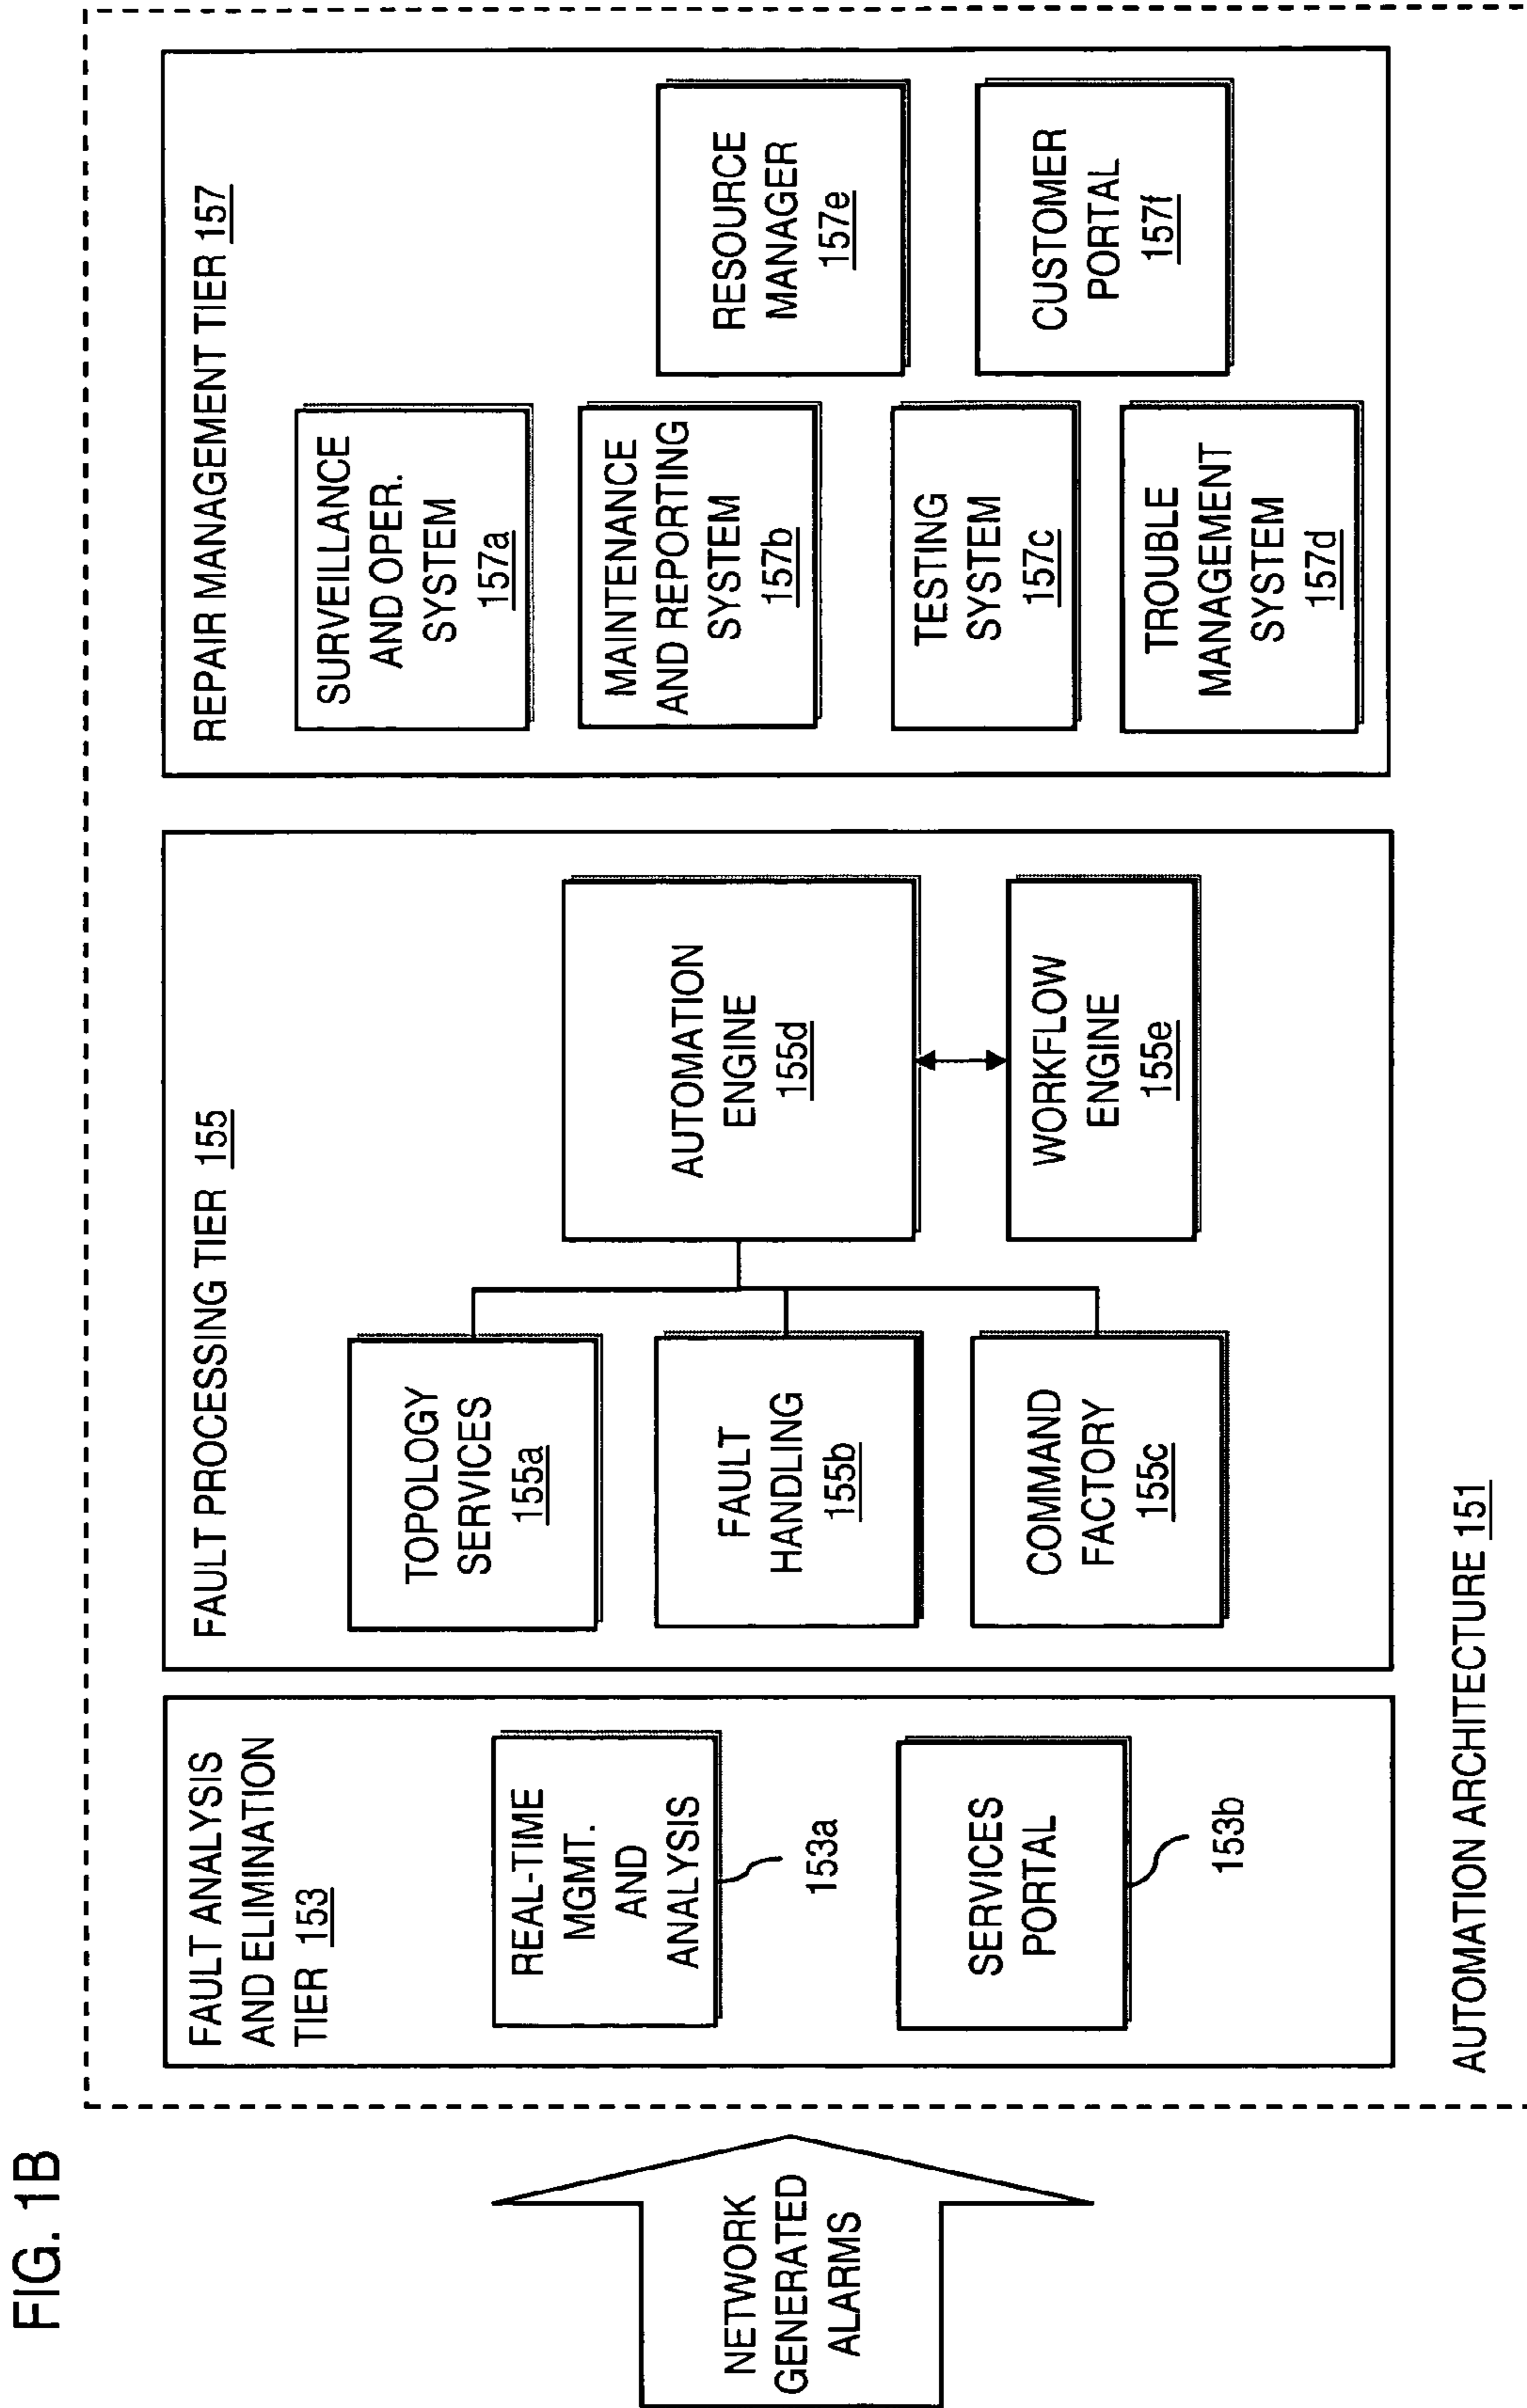 FIG. 1B
NETWORK
GENERATED
ALARMS
FAULT ANALYSIS
AND ELIMINATION
TIER 153
REAL-TIME
MGMT.
AND
ANALYSIS
153a
SERVICES
PORTAL
153b
FAULT PROCESSING TIER 155
TOPOLOGY
SERVICES
155a
FAULT
HANDLING
155b
COMMAND
FACTORY
155c
AUTOMATION
ENGINE
155d
WORKFLOW
ENGINE
155e
REPAIR MANAGEMENT TIER 157
SURVEILLANCE
AND OPER.
SYSTEM
157a
MAINTENANCE
AND REPORTING
SYSTEM
157b
TESTING
SYSTEM
157c
TROUBLE
MANAGEMENT
SYSTEM
157d
RESOURCE
MANAGER
157e
CUSTOMER
PORTAL
157f
AUTOMATION ARCHITECTURE 151